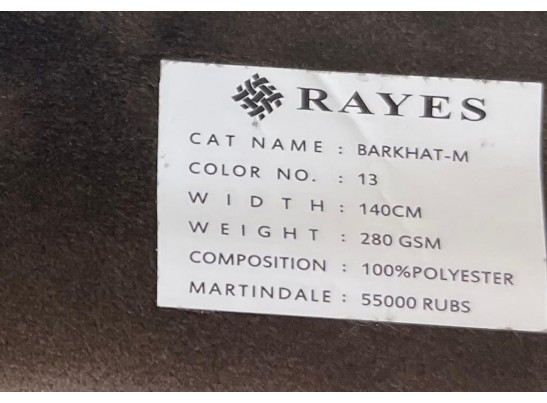 RAYES
CAT NAME : BARKHAT-M
COLOR NO. : 13
WIDTH : 140CM
WEIGHT : 280 GSM
COMPOSITION : 100%POLYESTER
MARTINDALE : 55000 RUBS